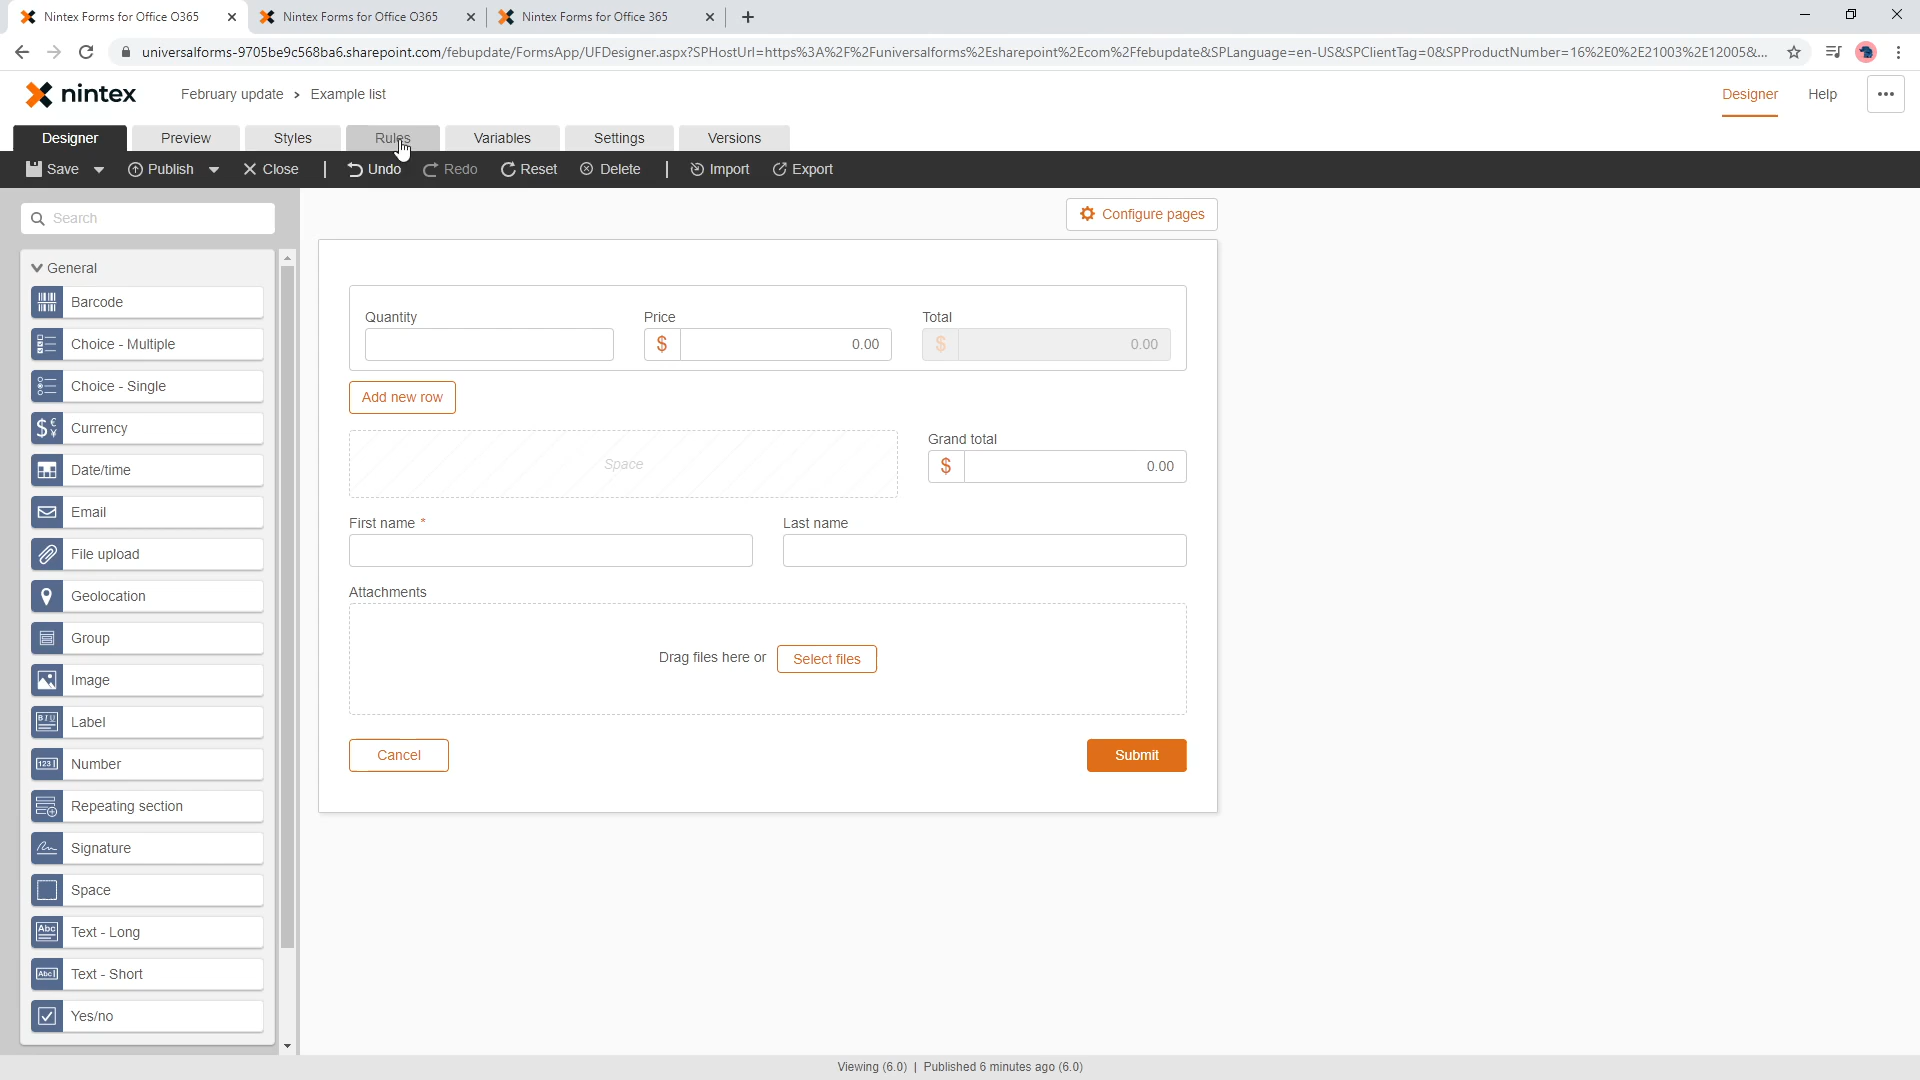 Nintex Forms for Office O365
Nintex Forms for Office O365
Nintex Forms for Office 365
universalforms-9705be9c568ba6.sharepoint.com/febupdate/FormsApp/UFDesigner.aspx?SPHostUrl=https%3A%2F%2Funiversalforms%2Esharepoint%2Ecom%2Ffebupdate&SPLanguage=en-US&SPClientTag=0&SPProductNumber=16%2E0%2E21003%2E12005&...
nintex
February update > Example list
Designer
Help
Designer
Preview
Styles
Rules
Variables
Settings
Versions
Save
Publish
Close
Undo
Redo
Reset
Delete
Import
Export
Search
Configure pages
General
Barcode
Choice - Multiple
Choice - Single
Currency
Date/time
Email
File upload
Geolocation
Group
Image
Label
Number
Repeating section
Signature
Space
Text - Long
Text - Short
Yes/no
Quantity
Price
Total
$ 0.00
$ 0.00
Add new row
Space
Grand total
$ 0.00
First name *
Last name
Attachments
Drag files here or
Select files
Cancel
Submit
Viewing (6.0) | Published 6 minutes ago (6.0)